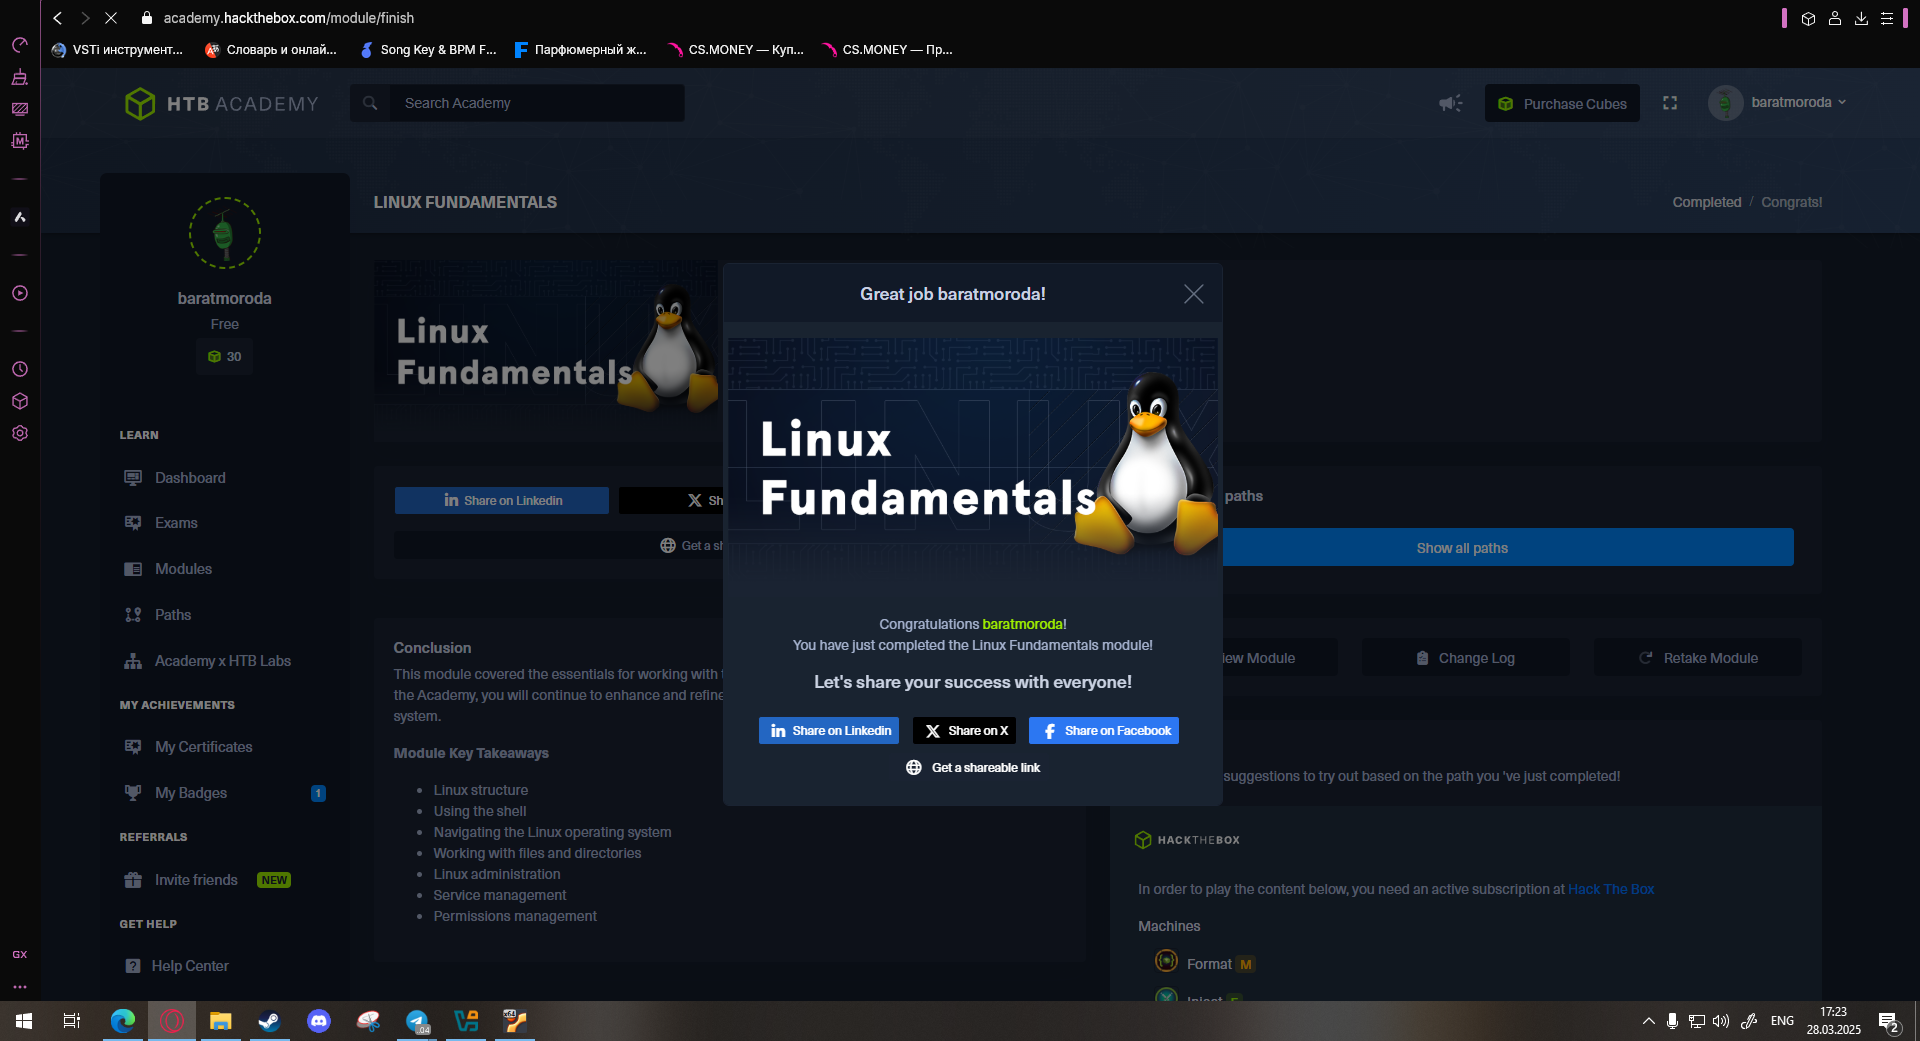 academy.hackthebox.com/module/finish
VSTi инструмент...
Словарь и онлай...
Song Key & BPM F...
Парфюмерный ж...
CS.MONEY — Куп...
CS.MONEY — Пр...
HTB ACADEMY
Search Academy
Purchase Cubes
baratmoroda
LINUX FUNDAMENTALS
Completed / Congrats!
baratmoroda
Free
30
LEARN
Dashboard
Exams
Modules
Paths
Academy x HTB Labs
MY ACHIEVEMENTS
My Certificates
My Badges 1
REFERRALS
Invite friends NEW
GET HELP
Help Center
Linux
Fundamentals
Share on Linkedin
Sh
Get a sh
Conclusion
This module covered the essentials for working with
the Academy, you will continue to enhance and refine
system.
Module Key Takeaways
Linux structure
Using the shell
Navigating the Linux operating system
Working with files and directories
Linux administration
Service management
Permissions management
Great job baratmoroda!
Linux
Fundamentals
Congratulations baratmoroda!
You have just completed the Linux Fundamentals module!
Let's share your success with everyone!
Share on Linkedin
Share on X
Share on Facebook
Get a shareable link
paths
Show all paths
ew Module
Change Log
Retake Module
suggestions to try out based on the path you 've just completed!
HACKTHEBOX
In order to play the content below, you need an active subscription at Hack The Box
Machines
Format M
GX
ENG
17:23
28.03.2025
2